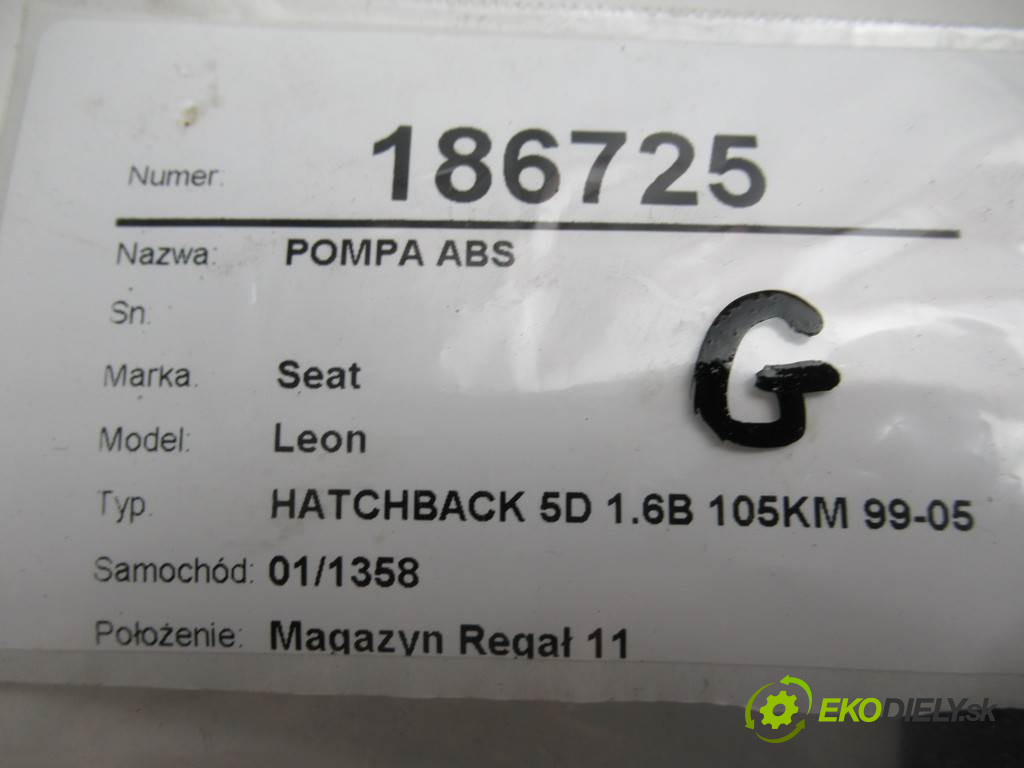 Numer: 186725
Nazwa: POMPA ABS
Sn.
Marka. Seat
G
Model: Leon
Typ. HATCHBACK 5D 1.6B 105KM 99-05
Samochód: 01/1358
Położenie: Magazyn Regał 11
EKODIELY.sk